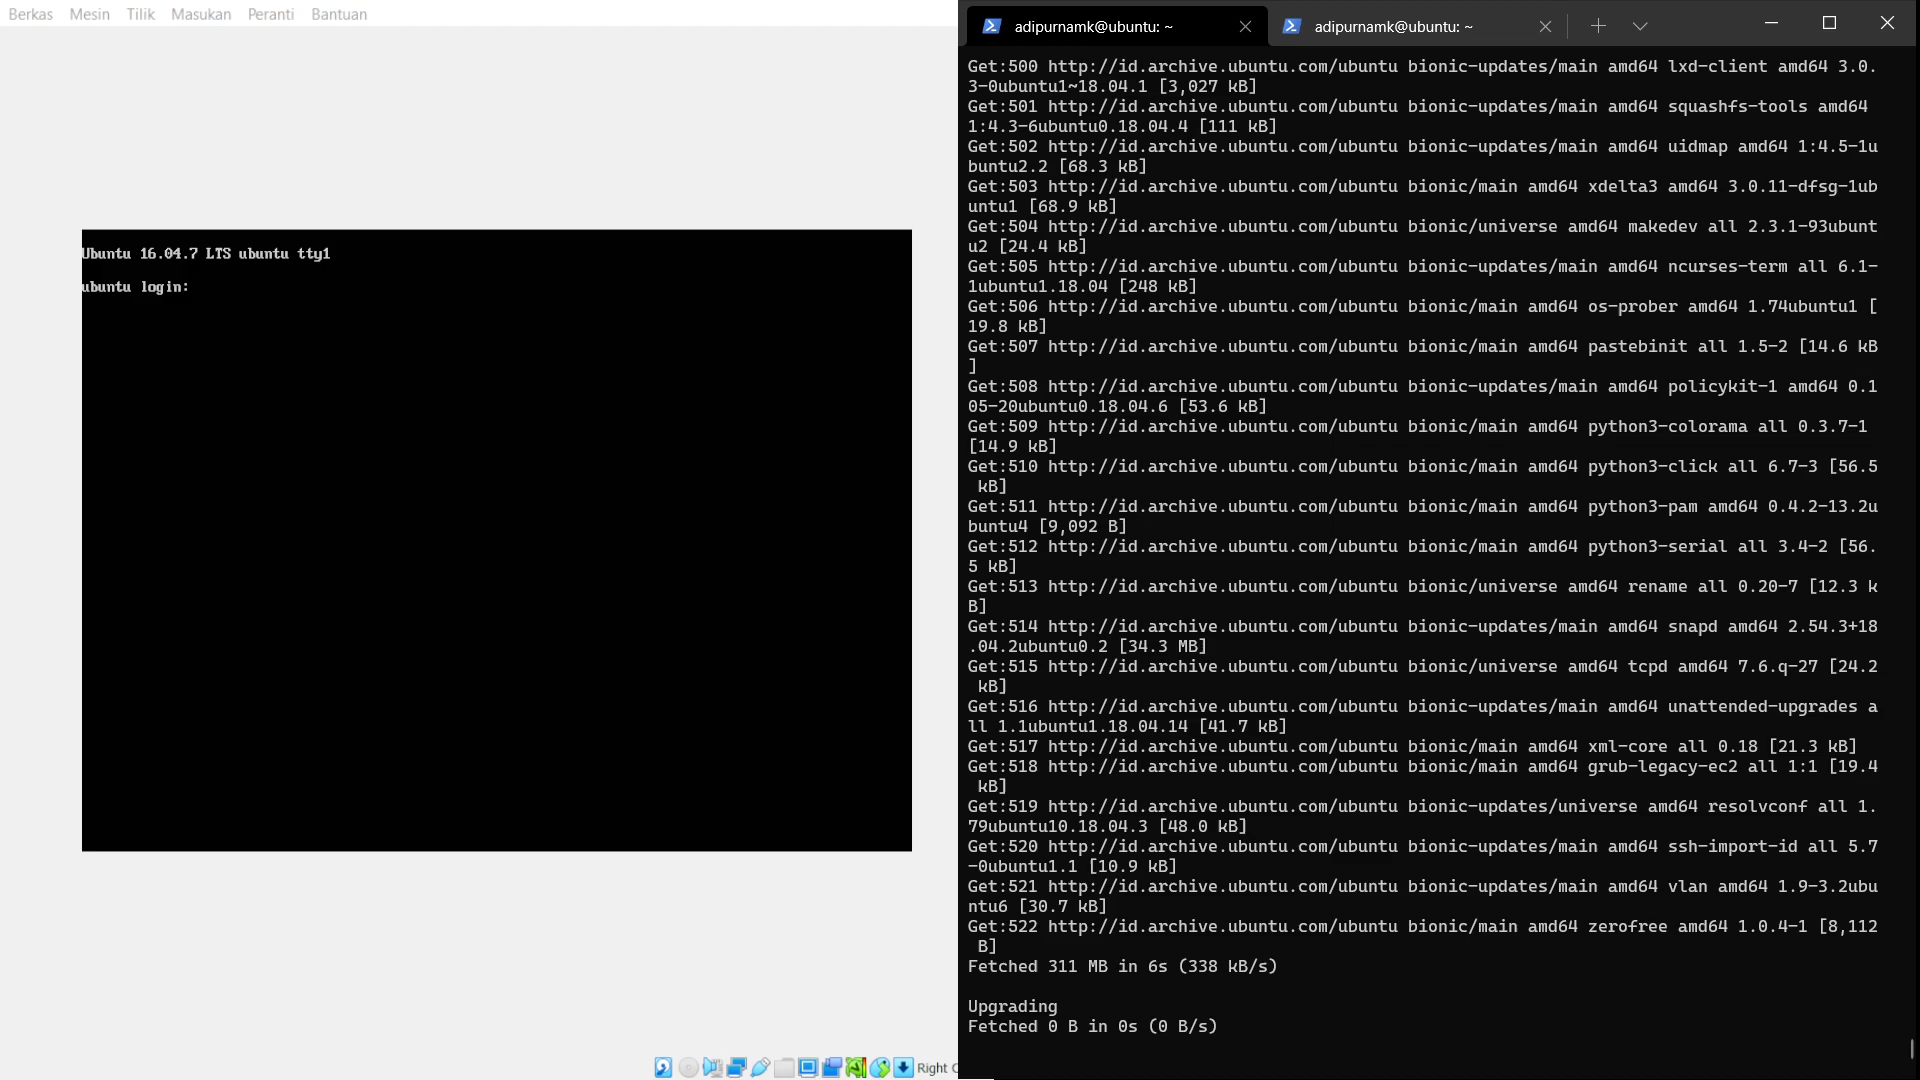 Berkas Mesin Tilik Masukan Peranti Bantuan
Ubuntu 16.04.7 LTS ubuntu tty1
ubuntu login:
Right C
adipurnamk@ubuntu: ~ adipurnamk@ubuntu: ~
Get:500 http://id.archive.ubuntu.com/ubuntu bionic-updates/main amd64 lxd-client amd64 3.0.
3-0ubuntu1~18.04.1 [3,027 kB]
Get:501 http://id.archive.ubuntu.com/ubuntu bionic-updates/main amd64 squashfs-tools amd64
1:4.3-6ubuntu0.18.04.4 [111 kB]
Get:502 http://id.archive.ubuntu.com/ubuntu bionic-updates/main amd64 uidmap amd64 1:4.5-1u
buntu2.2 [68.3 kB]
Get:503 http://id.archive.ubuntu.com/ubuntu bionic/main amd64 xdelta3 amd64 3.0.11-dfsg-1ub
untu1 [68.9 kB]
Get:504 http://id.archive.ubuntu.com/ubuntu bionic/universe amd64 makedev all 2.3.1-93ubunt
u2 [24.4 kB]
Get:505 http://id.archive.ubuntu.com/ubuntu bionic-updates/main amd64 ncurses-term all 6.1-
1ubuntu1.18.04 [248 kB]
Get:506 http://id.archive.ubuntu.com/ubuntu bionic/main amd64 os-prober amd64 1.74ubuntu1 [
19.8 kB]
Get:507 http://id.archive.ubuntu.com/ubuntu bionic/main amd64 pastebinit all 1.5-2 [14.6 kB
]
Get:508 http://id.archive.ubuntu.com/ubuntu bionic-updates/main amd64 policykit-1 amd64 0.1
05-20ubuntu0.18.04.6 [53.6 kB]
Get:509 http://id.archive.ubuntu.com/ubuntu bionic/main amd64 python3-colorama all 0.3.7-1
[14.9 kB]
Get:510 http://id.archive.ubuntu.com/ubuntu bionic/main amd64 python3-click all 6.7-3 [56.5
 kB]
Get:511 http://id.archive.ubuntu.com/ubuntu bionic/main amd64 python3-pam amd64 0.4.2-13.2u
buntu4 [9,092 B]
Get:512 http://id.archive.ubuntu.com/ubuntu bionic/main amd64 python3-serial all 3.4-2 [56.
5 kB]
Get:513 http://id.archive.ubuntu.com/ubuntu bionic/universe amd64 rename all 0.20-7 [12.3 k
B]
Get:514 http://id.archive.ubuntu.com/ubuntu bionic-updates/main amd64 snapd amd64 2.54.3+18
.04.2ubuntu0.2 [34.3 MB]
Get:515 http://id.archive.ubuntu.com/ubuntu bionic/universe amd64 tcpd amd64 7.6.q-27 [24.2
 kB]
Get:516 http://id.archive.ubuntu.com/ubuntu bionic-updates/main amd64 unattended-upgrades a
ll 1.1ubuntu1.18.04.14 [41.7 kB]
Get:517 http://id.archive.ubuntu.com/ubuntu bionic/main amd64 xml-core all 0.18 [21.3 kB]
Get:518 http://id.archive.ubuntu.com/ubuntu bionic/main amd64 grub-legacy-ec2 all 1:1 [19.4
 kB]
Get:519 http://id.archive.ubuntu.com/ubuntu bionic-updates/universe amd64 resolvconf all 1.
79ubuntu10.18.04.3 [48.0 kB]
Get:520 http://id.archive.ubuntu.com/ubuntu bionic-updates/main amd64 ssh-import-id all 5.7
-0ubuntu1.1 [10.9 kB]
Get:521 http://id.archive.ubuntu.com/ubuntu bionic-updates/main amd64 vlan amd64 1.9-3.2ubu
ntu6 [30.7 kB]
Get:522 http://id.archive.ubuntu.com/ubuntu bionic/main amd64 zerofree amd64 1.0.4-1 [8,112
 B]
Fetched 311 MB in 6s (338 kB/s)
Upgrading
Fetched 0 B in 0s (0 B/s)